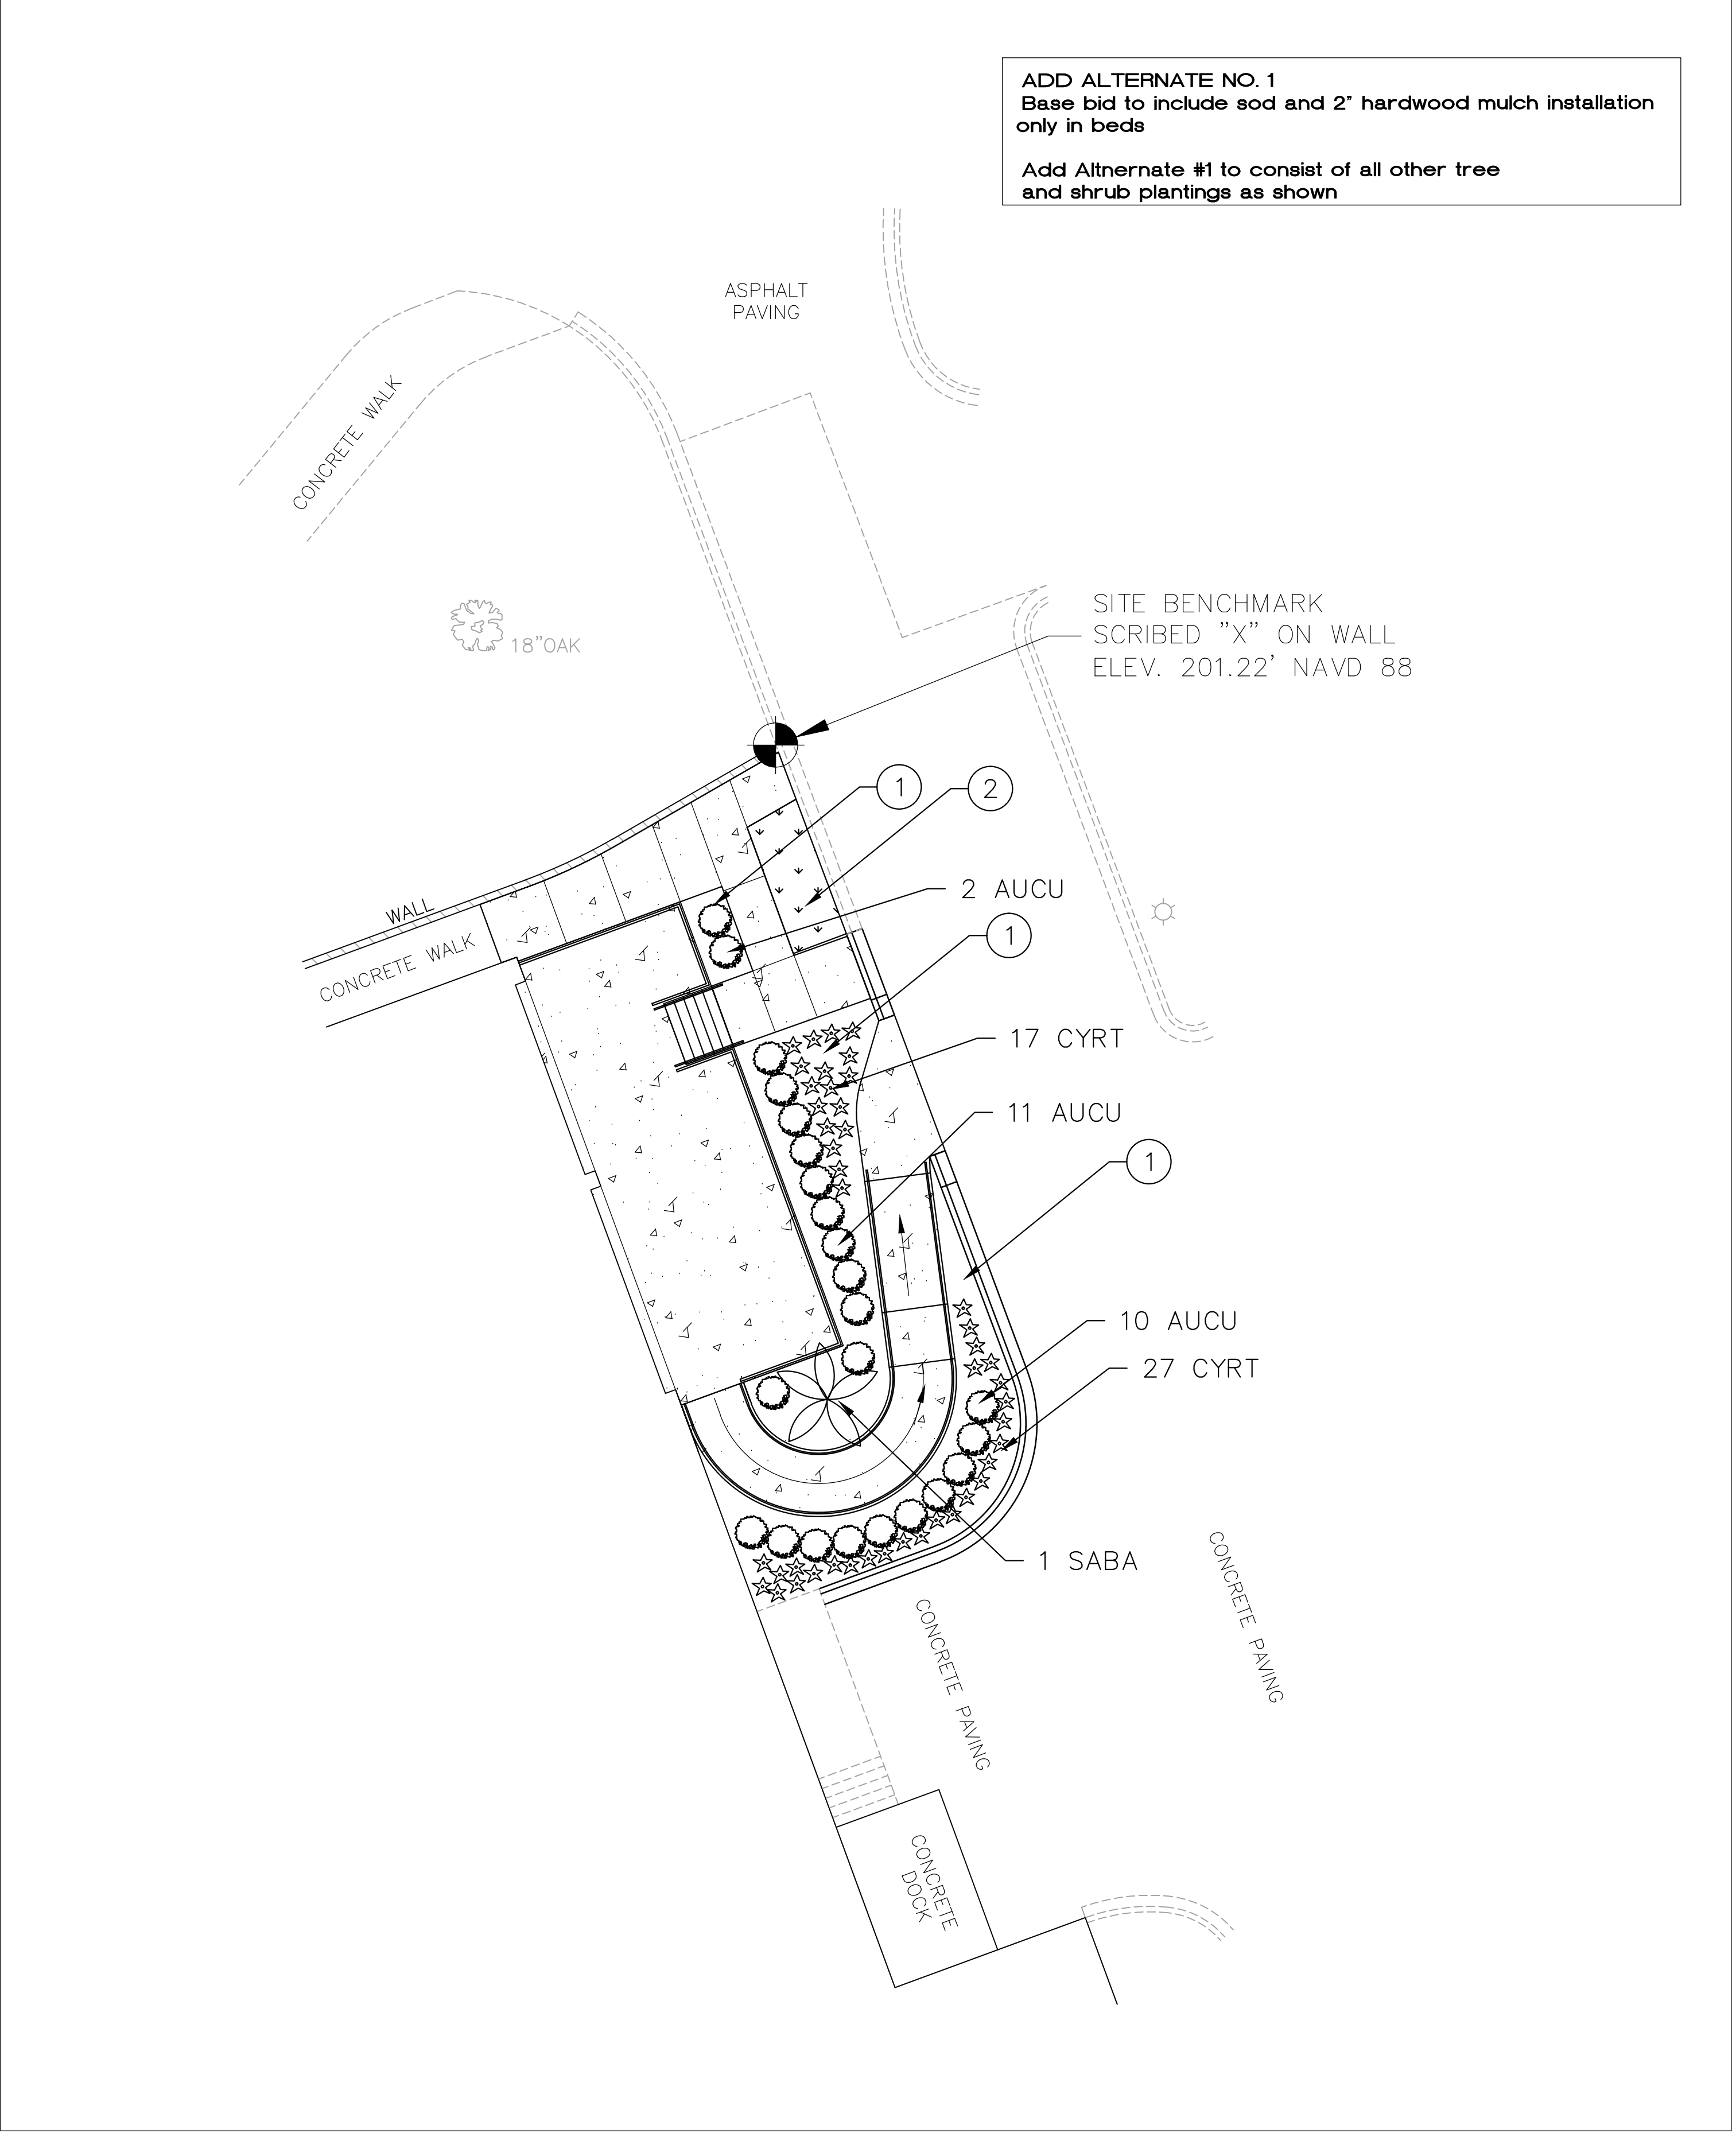 ADD ALTERNATE NO. 1
Base bid to include sod and 2" hardwood mulch installation
only in beds
Add Altnernate #1 to consist of all other tree
and shrub plantings as shown
ASPHALT
PAVING
CONCRETE WALK
18"OAK
SITE BENCHMARK
SCRIBED "X" ON WALL
ELEV. 201.22' NAVD 88
1
2
2 AUCU
WALL
CONCRETE WALK
1
17 CYRT
11 AUCU
1
10 AUCU
27 CYRT
1 SABA
CONCRETE PAVING
CONCRETE PAVING
CONCRETE
DOCK